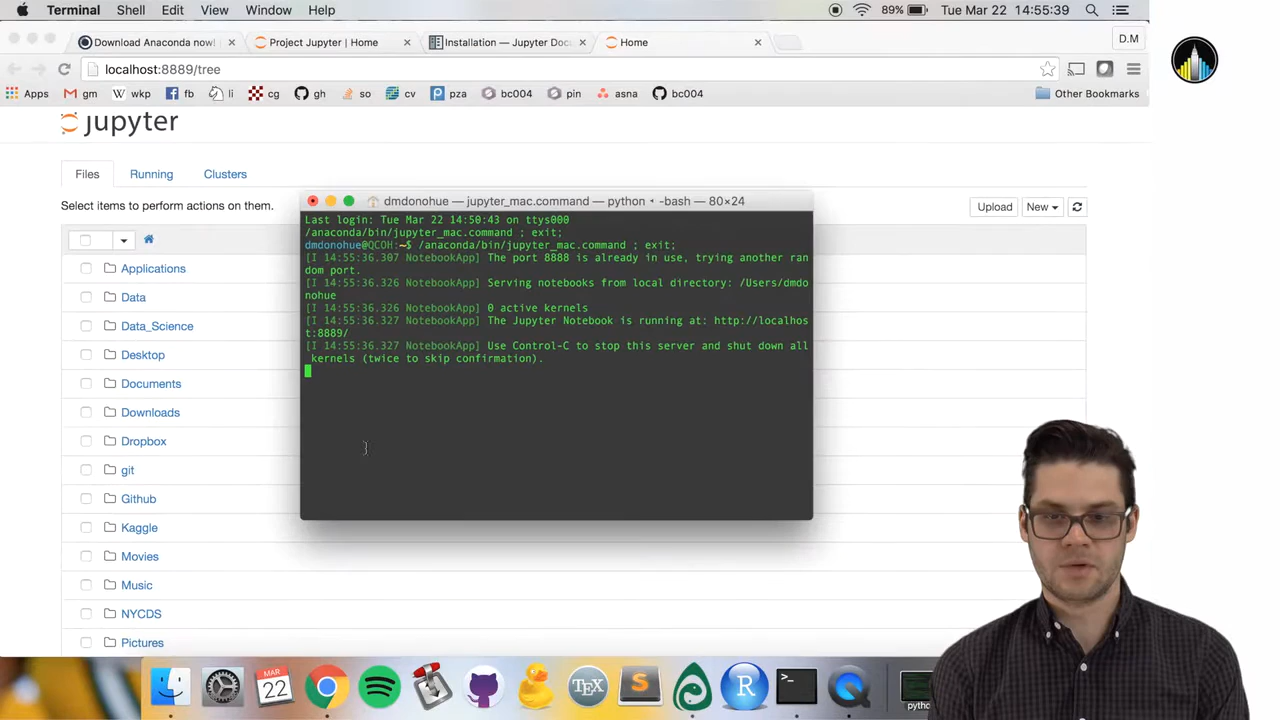 Terminal Shell Edit View Window Help 89% Tue Mar 22 14:55:39
Download Anaconda now! Project Jupyter | Home Installation — Jupyter Doc Home D.M
localhost:8889/tree
Apps gm wkp fb li cg gh so cv pza bc004 pin asna bc004 Other Bookmarks
jupyter
Files Running Clusters
Select items to perform actions on them. Upload New
dmdonohue — jupyter_mac.command — python ◂ -bash — 80×24
Last login: Tue Mar 22 14:50:43 on ttys000
/anaconda/bin/jupyter_mac.command ; exit;
dmdonohue@QCOH:~$ /anaconda/bin/jupyter_mac.command ; exit;
[I 14:55:36.307 NotebookApp] The port 8888 is already in use, trying another ran
dom port.
[I 14:55:36.326 NotebookApp] Serving notebooks from local directory: /Users/dmdo
nohue
[I 14:55:36.326 NotebookApp] 0 active kernels
[I 14:55:36.327 NotebookApp] The Jupyter Notebook is running at: http://localhos
t:8889/
[I 14:55:36.327 NotebookApp] Use Control-C to stop this server and shut down all
kernels (twice to skip confirmation).
Applications
Data
Data_Science
Desktop
Documents
Downloads
Dropbox
git
Github
Kaggle
Movies
Music
NYCDS
Pictures
MAR
22
TEX
S
R
>_
pytho